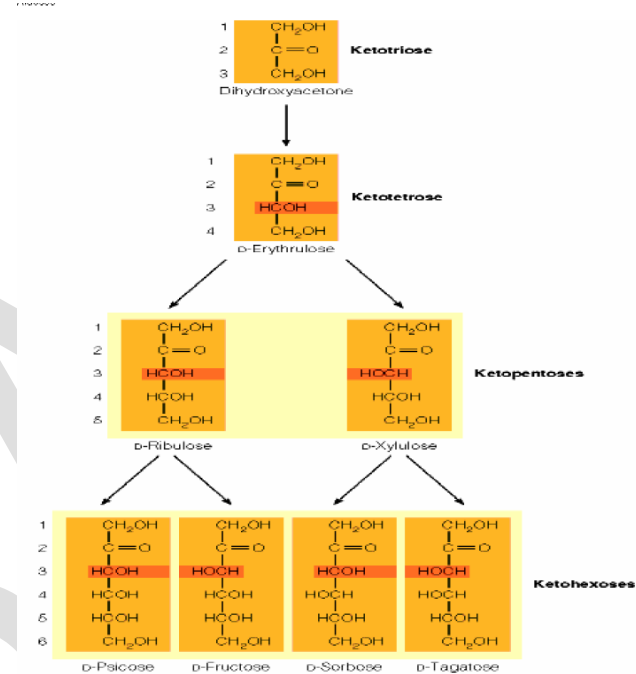 1 CH₂OH
2 C=O Ketotriose
3 CH₂OH
Dihydroxyacetone
1 CH₂OH
2 C=O
3 HCOH Ketotetrose
4 CH₂OH
D-Erythrulose
1 CH₂OH CH₂OH
2 C=O C=O
3 HCOH HOCH Ketopentoses
4 HCOH HCOH
5 CH₂OH CH₂OH
D-Ribulose D-Xylulose
1 CH₂OH CH₂OH CH₂OH CH₂OH
2 C=O C=O C=O C=O
3 HCOH HOCH HCOH HOCH
4 HCOH HCOH HOCH HOCH Ketohexoses
5 HCOH HCOH HCOH HCOH
6 CH₂OH CH₂OH CH₂OH CH₂OH
D-Psicose D-Fructose D-Sorbose D-Tagatose